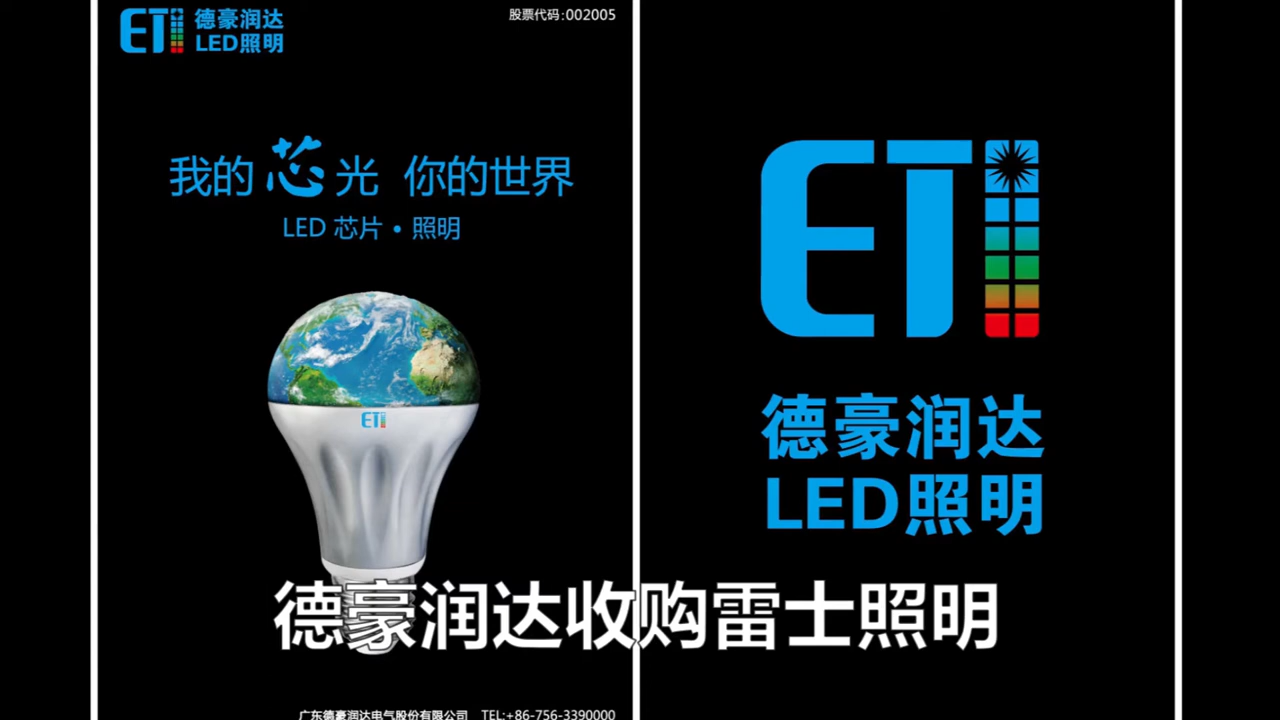 ETi 德豪润达
LED照明
股票代码:002005
我的芯光 你的世界
LED 芯片·照明
ETi
广东德豪润达电气股份有限公司 TEL:+86-756-3390000
ETi
德豪润达
LED照明
德豪润达收购雷士照明